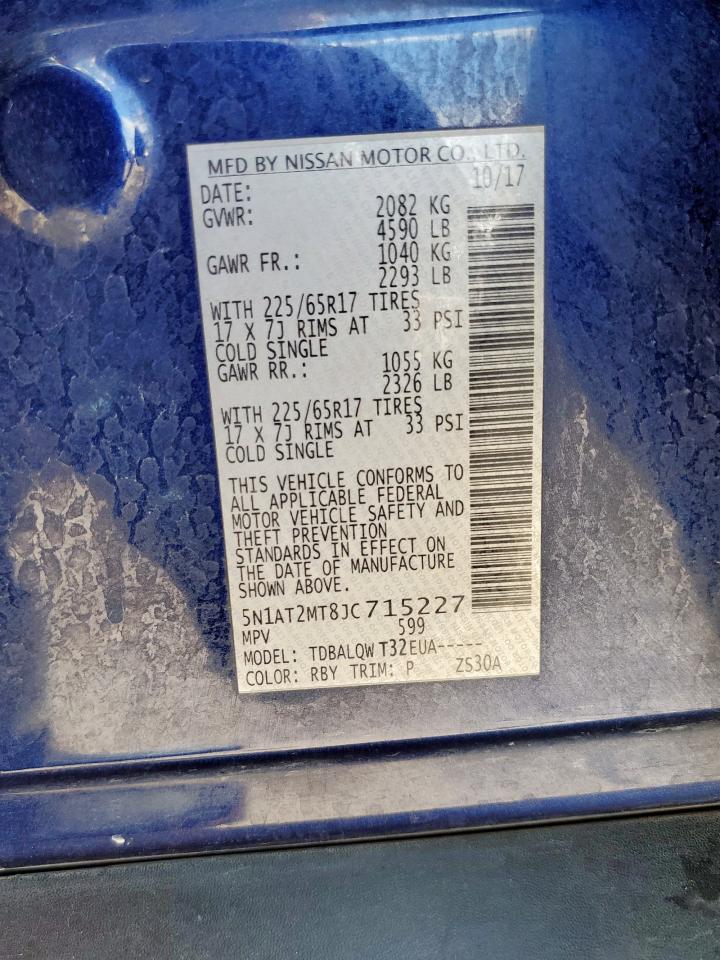 MFD BY NISSAN MOTOR CO., LTD.
DATE: 10/17
GVWR: 2082 KG
4590 LB
GAWR FR.: 1040 KG
2293 LB
WITH 225/65R17 TIRES
17 X 7J RIMS AT 33 PSI
COLD SINGLE
GAWR RR.: 1055 KG
2326 LB
WITH 225/65R17 TIRES
17 X 7J RIMS AT 33 PSI
COLD SINGLE
THIS VEHICLE CONFORMS TO
ALL APPLICABLE FEDERAL
MOTOR VEHICLE SAFETY AND
THEFT PREVENTION
STANDARDS IN EFFECT ON
THE DATE OF MANUFACTURE
SHOWN ABOVE.
5N1AT2MT8JC715227
MPV 599
MODEL: TDBALQWT32EUA-----
COLOR: RBY TRIM: P ZS30A